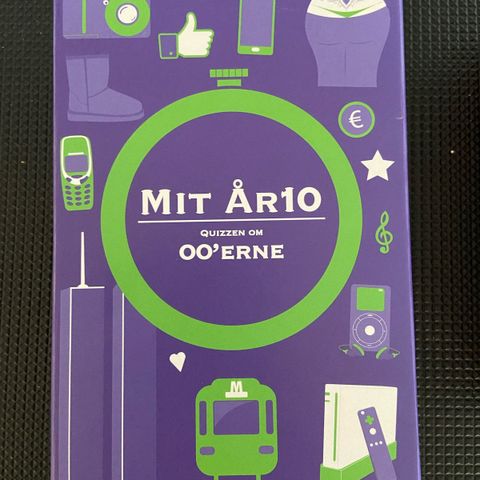 €
MIT ÅR10
QUIZZEN OM
00'ERNE
M